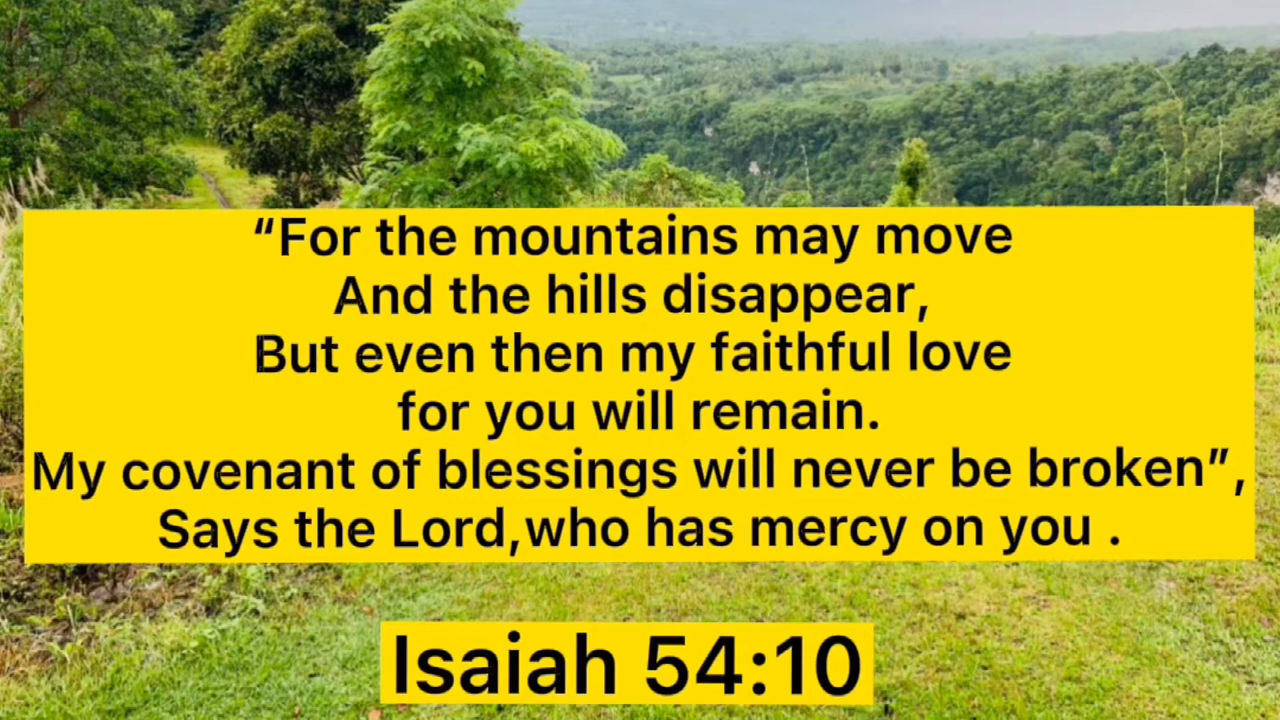 “For the mountains may move
And the hills disappear,
But even then my faithful love
for you will remain.
My covenant of blessings will never be broken”,
Says the Lord,who has mercy on you .
Isaiah 54:10